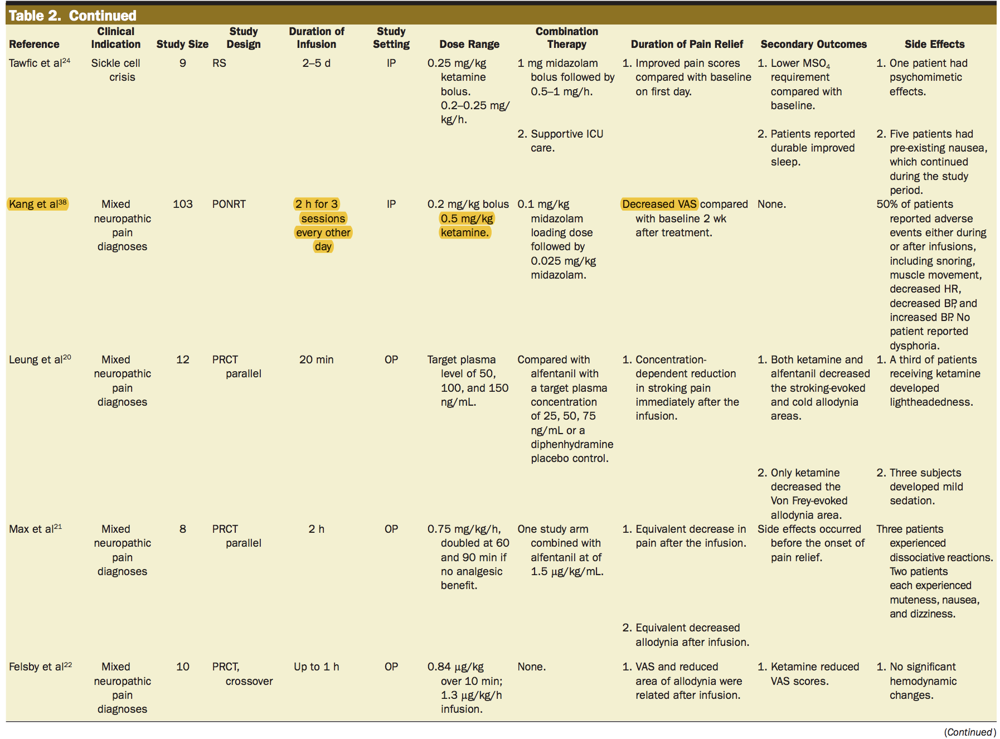 Table 2. Continued
Reference
Clinical
Indication
Study Size
Study
Design
Duration of
Infusion
Study
Setting
Dose Range
Combination
Therapy
Duration of Pain Relief
Secondary Outcomes
Side Effects
Tawfic et al24
Sickle cell
crisis
9
RS
2–5 d
IP
0.25 mg/kg
ketamine
bolus.
0.2–0.25 mg/
kg/h.
1 mg midazolam
bolus followed by
0.5–1 mg/h.
2. Supportive ICU
care.
1. Improved pain scores
compared with baseline
on first day.
1. Lower MSO4
requirement
compared with
baseline.
2. Patients reported
durable improved
sleep.
1. One patient had
psychomimetic
effects.
2. Five patients had
pre-existing nausea,
which continued
during the study
period.
Kang et al38
Mixed
neuropathic
pain
diagnoses
103
PONRT
2 h for 3
sessions
every other
day
IP
0.2 mg/kg bolus
0.5 mg/kg
ketamine.
0.1 mg/kg
midazolam
loading dose
followed by
0.025 mg/kg
midazolam.
Decreased VAS compared
with baseline 2 wk
after treatment.
None.
50% of patients
reported adverse
events either during
or after infusions,
including snoring,
muscle movement,
decreased HR,
decreased BP, and
increased BP. No
patient reported
dysphoria.
Leung et al20
Mixed
neuropathic
pain
diagnoses
12
PRCT
parallel
20 min
OP
Target plasma
level of 50,
100, and 150
ng/mL.
Compared with
alfentanil with
a target plasma
concentration
of 25, 50, 75
ng/mL or a
diphenhydramine
placebo control.
1. Concentration-
dependent reduction
in stroking pain
immediately after the
infusion.
1. Both ketamine and
alfentanil decreased
the stroking-evoked
and cold allodynia
areas.
2. Only ketamine
decreased the
Von Frey-evoked
allodynia area.
1. A third of patients
receiving ketamine
developed
lightheadedness.
2. Three subjects
developed mild
sedation.
Max et al21
Mixed
neuropathic
pain
diagnoses
8
PRCT
parallel
2 h
OP
0.75 mg/kg/h,
doubled at 60
and 90 min if
no analgesic
benefit.
One study arm
combined with
alfentanil at of
1.5 μg/kg/mL.
1. Equivalent decrease in
pain after the infusion.
2. Equivalent decreased
allodynia after infusion.
Side effects occurred
before the onset of
pain relief.
Three patients
experienced
dissociative reactions.
Two patients
each experienced
muteness, nausea,
and dizziness.
Felsby et al22
Mixed
neuropathic
pain
diagnoses
10
PRCT,
crossover
Up to 1 h
OP
0.84 μg/kg
over 10 min;
1.3 μg/kg/h
infusion.
None.
1. VAS and reduced
area of allodynia were
related after infusion.
1. Ketamine reduced
VAS scores.
1. No significant
hemodynamic
changes.
(Continued)